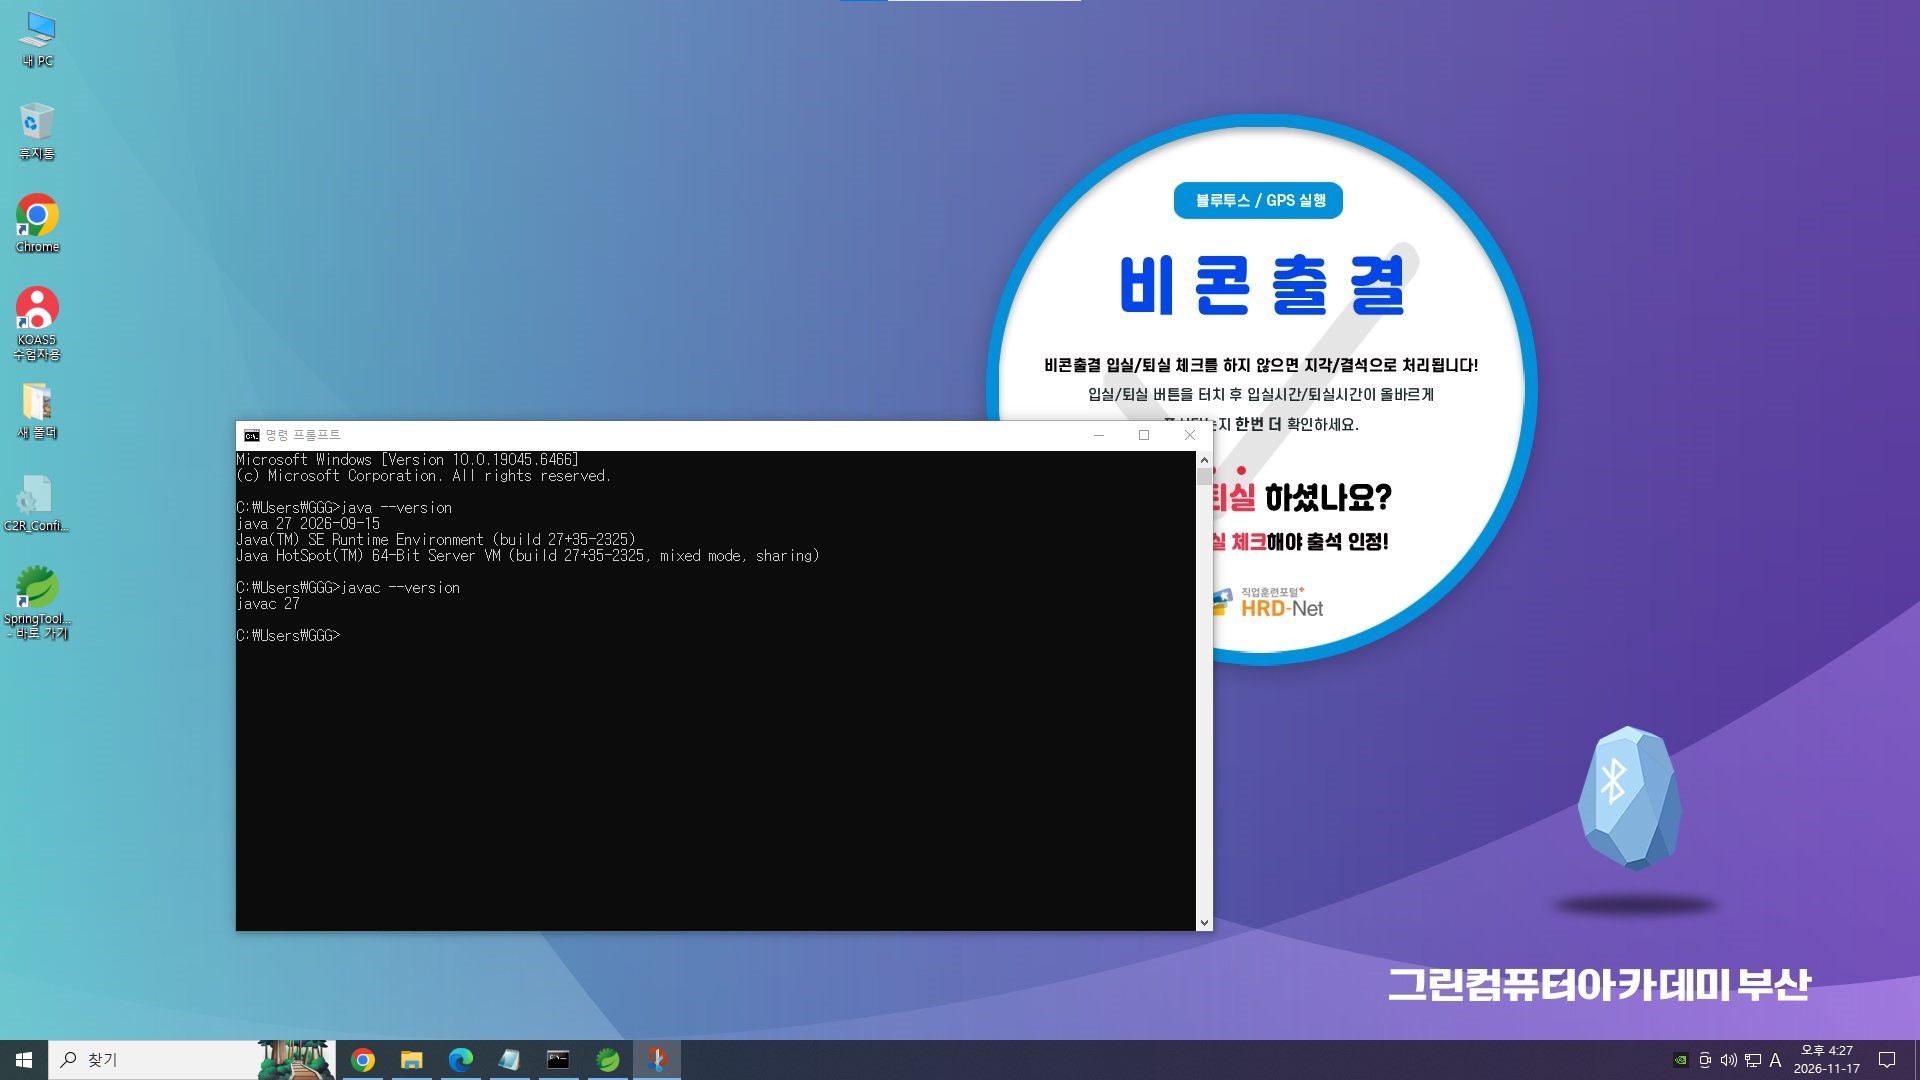 내 PC
휴지통
Chrome
KOAS5
수험자용
새 폴더
C2R_Confi...
SpringTool...
- 바로 가기
블루투스 / GPS 실행
비콘출결
비콘출결 입실/퇴실 체크를 하지 않으면 지각/결석으로 처리됩니다!
입실/퇴실 버튼을 터치 후 입실시간/퇴실시간이 올바르게
한번 더 확인하세요.
퇴실 하셨나요?
체크해야 출석 인정!
직업훈련포털+
HRD-Net
명령 프롬프트
Microsoft Windows [Version 10.0.19045.6466]
(c) Microsoft Corporation. All rights reserved.
C:\Users\GGG>java --version
java 27 2026-09-15
Java(TM) SE Runtime Environment (build 27+35-2325)
Java HotSpot(TM) 64-Bit Server VM (build 27+35-2325, mixed mode, sharing)
C:\Users\GGG>javac --version
javac 27
C:\Users\GGG>
그린컴퓨터아카데미 부산
찾기
A
오후 4:27
2026-11-17